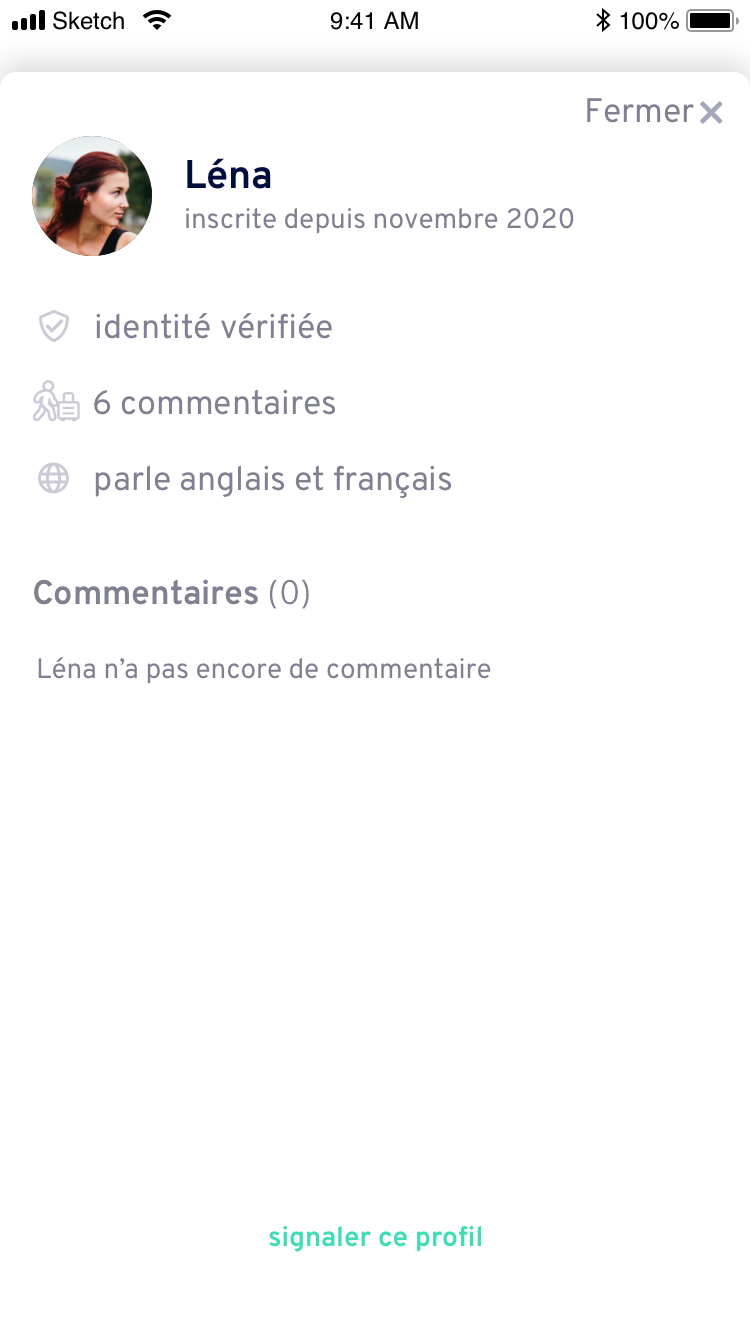 Sketch 9:41 AM 100%
Fermer
Léna
inscrite depuis novembre 2020
identité vérifiée
6 commentaires
parle anglais et français
Commentaires (0)
Léna n’a pas encore de commentaire
signaler ce profil